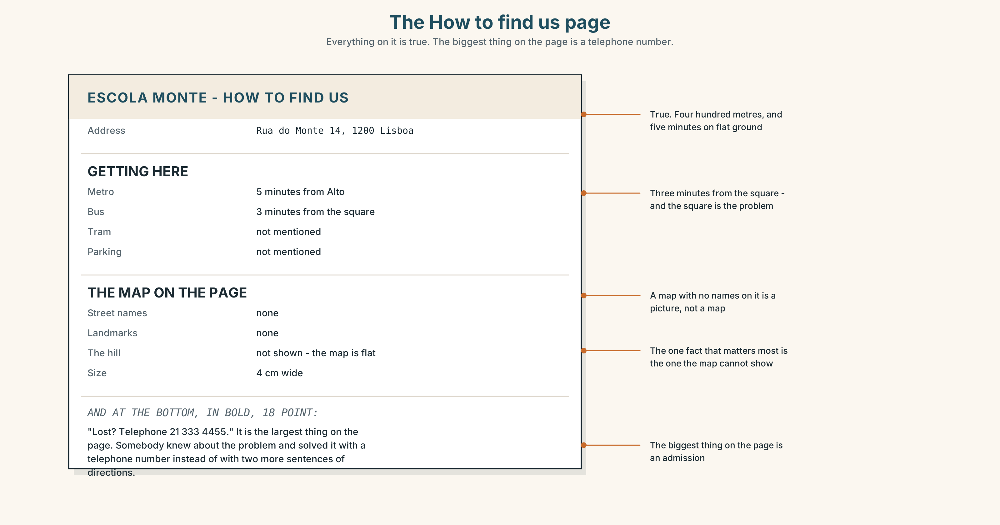 The How to find us page
Everything on it is true. The biggest thing on the page is a telephone number.
ESCOLA MONTE - HOW TO FIND US
Address Rua do Monte 14, 1200 Lisboa
GETTING HERE
Metro 5 minutes from Alto
Bus 3 minutes from the square
Tram not mentioned
Parking not mentioned
THE MAP ON THE PAGE
Street names none
Landmarks none
The hill not shown - the map is flat
Size 4 cm wide
AND AT THE BOTTOM, IN BOLD, 18 POINT:
"Lost? Telephone 21 333 4455." It is the largest thing on the
page. Somebody knew about the problem and solved it with a
telephone number instead of with two more sentences of
directions.
True. Four hundred metres, and
five minutes on flat ground
Three minutes from the square -
and the square is the problem
A map with no names on it is a
picture, not a map
The one fact that matters most is
the one the map cannot show
The biggest thing on the page is
an admission